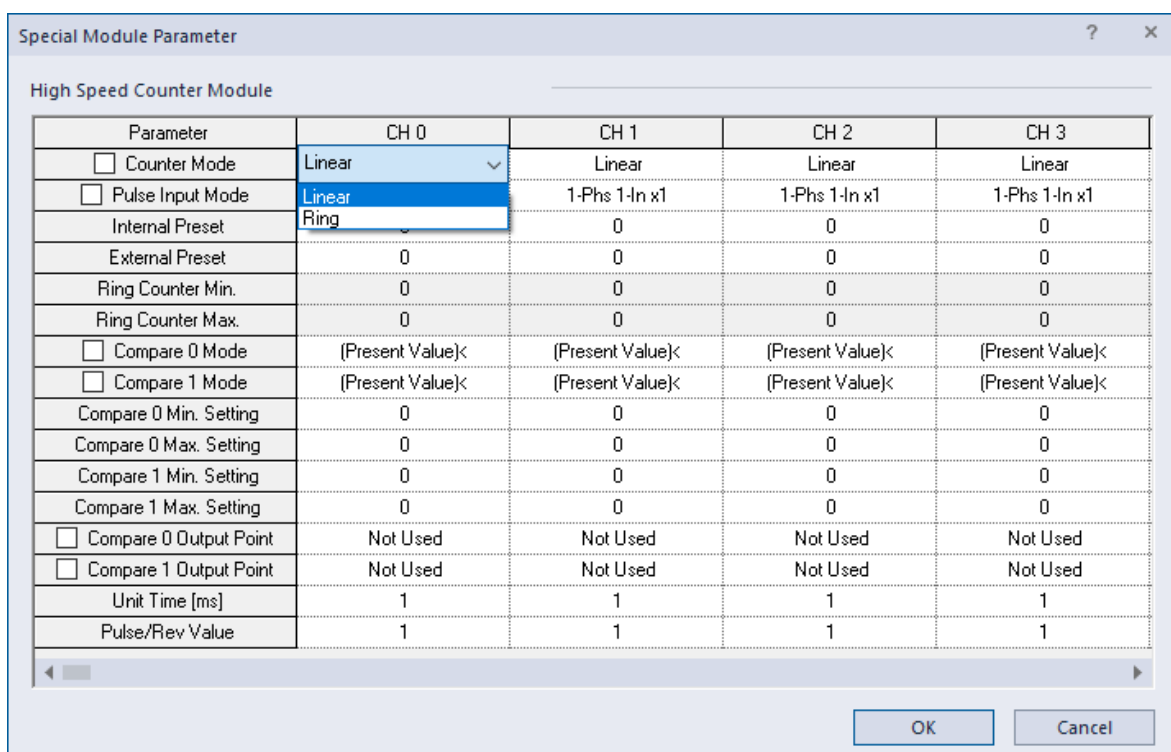 Special Module Parameter ? ×
High Speed Counter Module
Parameter CH 0 CH 1 CH 2 CH 3
Counter Mode Linear Linear Linear Linear
Pulse Input Mode Linear 1-Phs 1-In x1 1-Phs 1-In x1 1-Phs 1-In x1
Ring
Internal Preset 0 0 0
External Preset 0 0 0 0
Ring Counter Min. 0 0 0 0
Ring Counter Max. 0 0 0 0
Compare 0 Mode (Present Value)< (Present Value)< (Present Value)< (Present Value)<
Compare 1 Mode (Present Value)< (Present Value)< (Present Value)< (Present Value)<
Compare 0 Min. Setting 0 0 0 0
Compare 0 Max. Setting 0 0 0 0
Compare 1 Min. Setting 0 0 0 0
Compare 1 Max. Setting 0 0 0 0
Compare 0 Output Point Not Used Not Used Not Used Not Used
Compare 1 Output Point Not Used Not Used Not Used Not Used
Unit Time [ms] 1 1 1 1
Pulse/Rev Value 1 1 1 1
OK Cancel